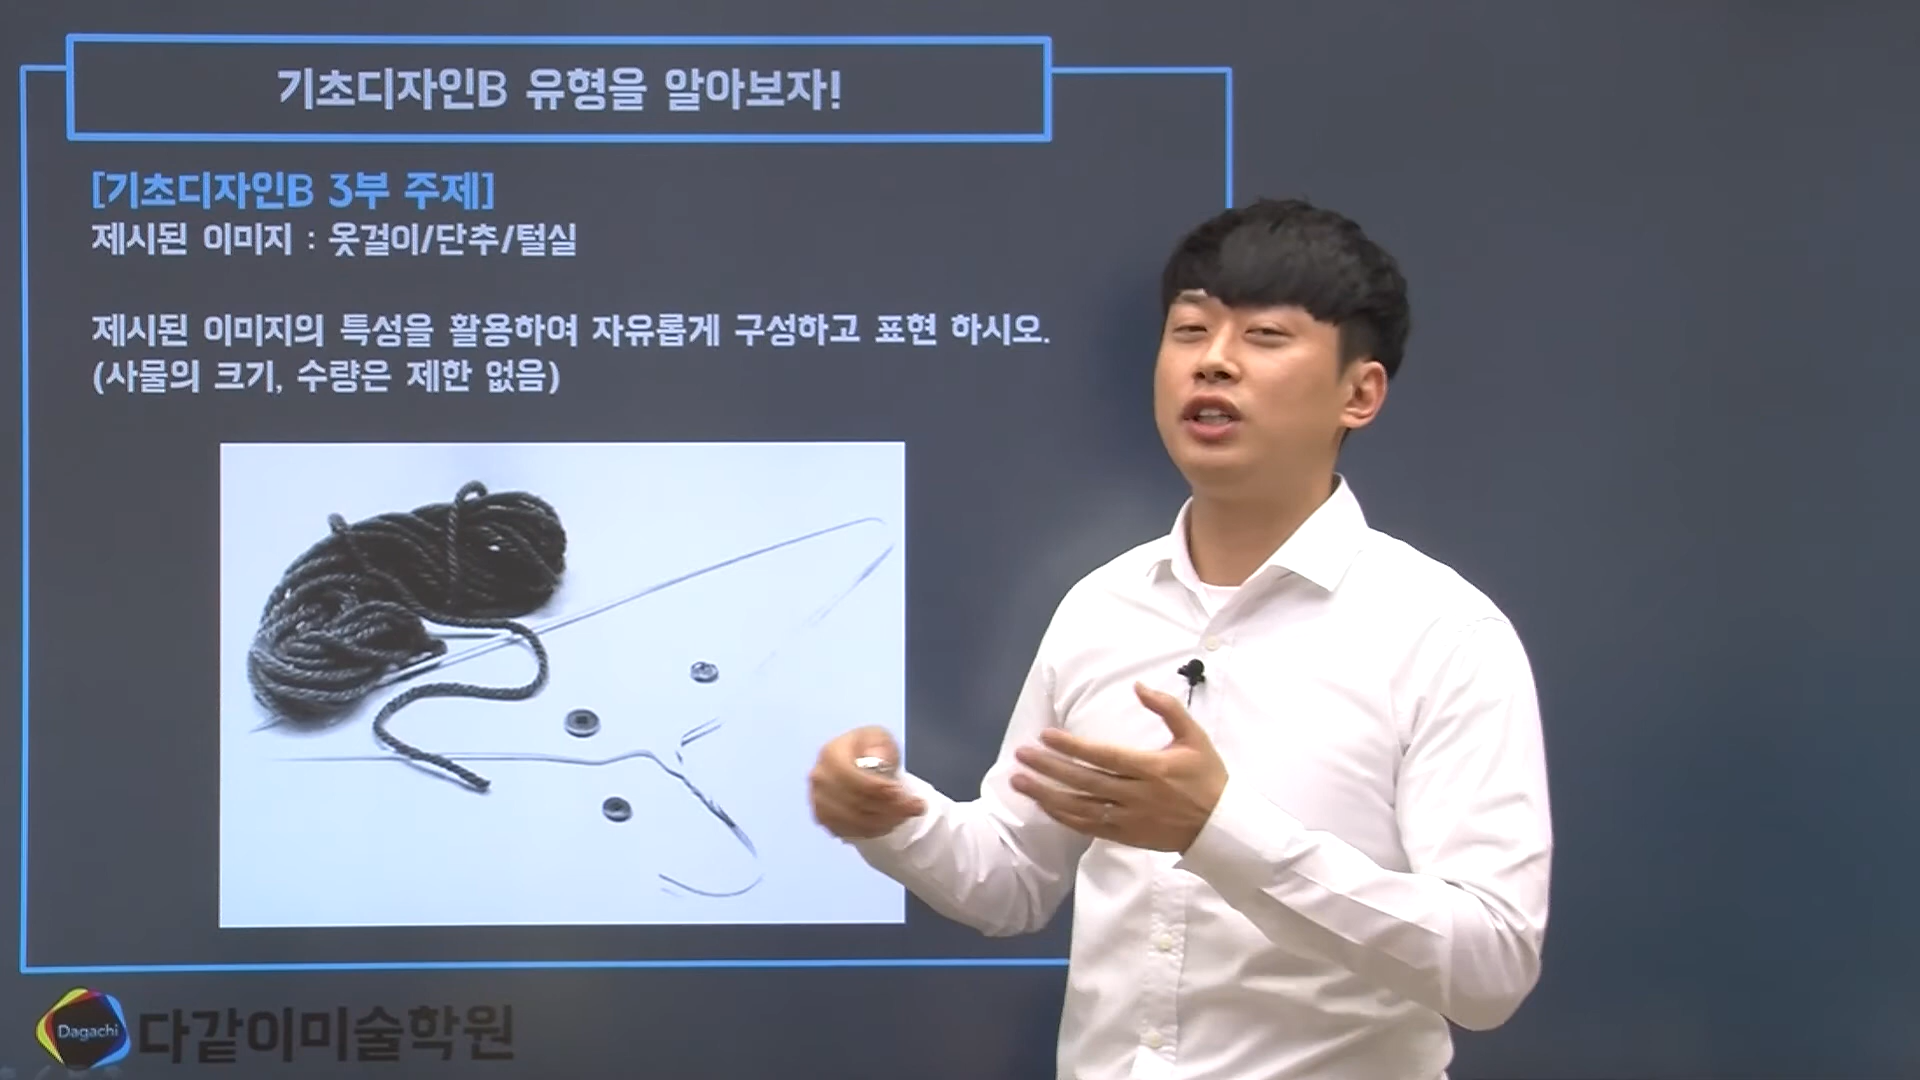 기초디자인B 유형을 알아보자!
[기초디자인B 3부 주제]
제시된 이미지 : 옷걸이/단추/털실
제시된 이미지의 특성을 활용하여 자유롭게 구성하고 표현 하시오.
(사물의 크기, 수량은 제한 없음)
Dagachi 다같이미술학원